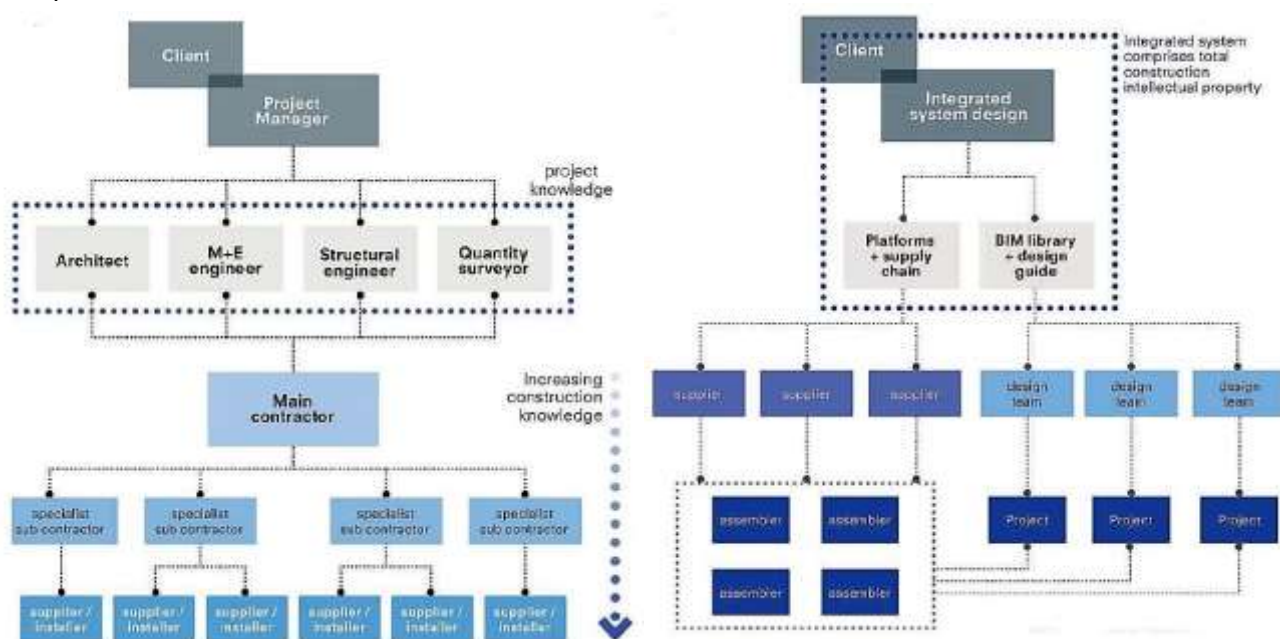 Client
Project
Manager
project
knowledge
Architect
M+E
engineer
Structural
engineer
Quantity
surveyor
Main
contractor
Increasing
construction
knowledge
specialist
sub contractor
specialist
sub contractor
specialist
sub contractor
specialist
sub contractor
supplier /
installer
supplier /
installer
supplier /
installer
supplier /
installer
supplier /
installer
supplier /
installer
Client
Integrated
system design
Integrated system
comprises total
construction
intellectual property
Platforms
+ supply
chain
BIM library
+ design
guide
supplier
supplier
supplier
design
team
design
team
design
team
assembler
assembler
assembler
assembler
Project
Project
Project